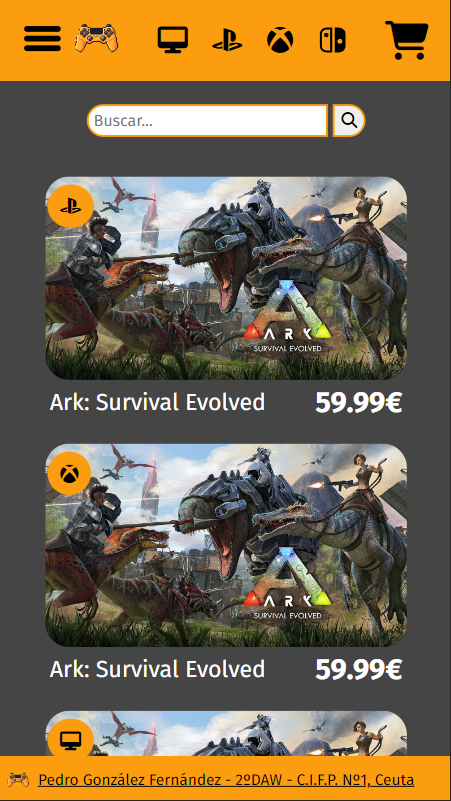 Buscar...
ARK
SURVIVAL EVOLVED
Ark: Survival Evolved 59.99€
ARK
SURVIVAL EVOLVED
Ark: Survival Evolved 59.99€
Pedro González Fernández - 2ºDAW - C.I.F.P. Nº1, Ceuta